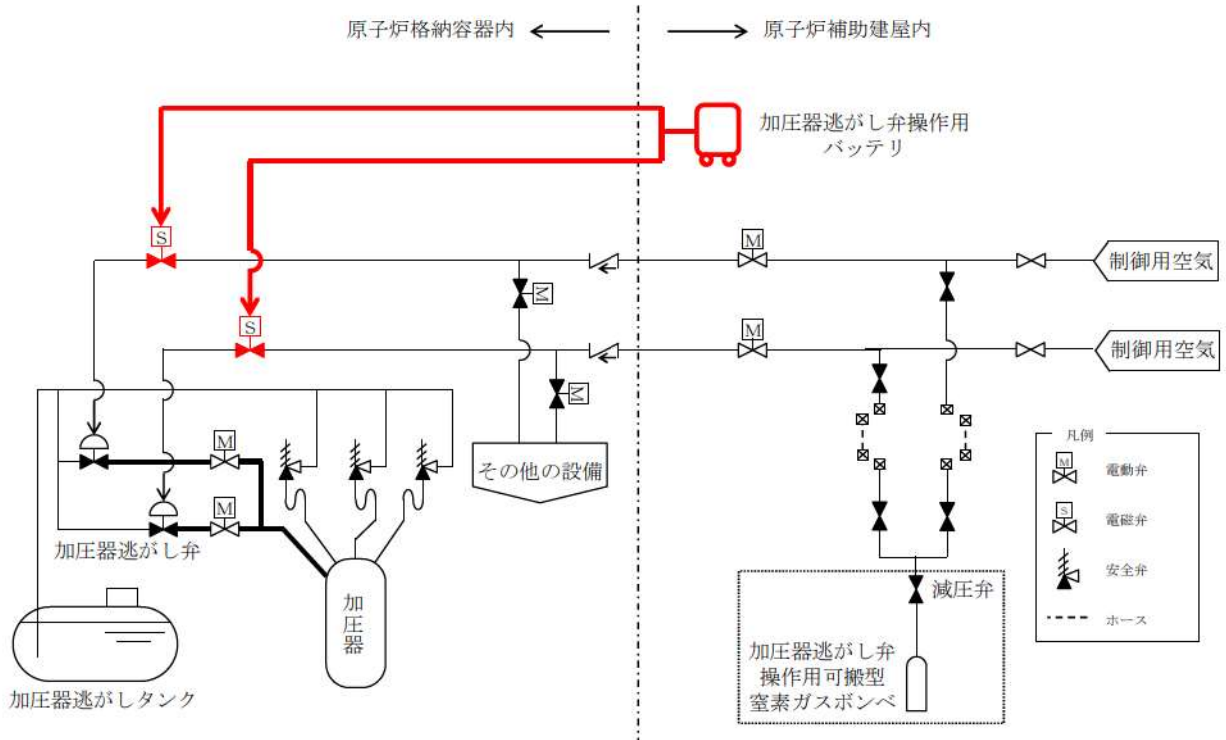 原子炉格納容器内
原子炉補助建屋内
加圧器逃がし弁操作用
バッテリ
S
M
制御用空気
M
S
M
制御用空気
M
M
その他の設備
M
加圧器逃がし弁
加圧器
加圧器逃がしタンク
減圧弁
加圧器逃がし弁
操作用可搬型
窒素ガスボンベ
凡例
M
電動弁
S
電磁弁
安全弁
ホース